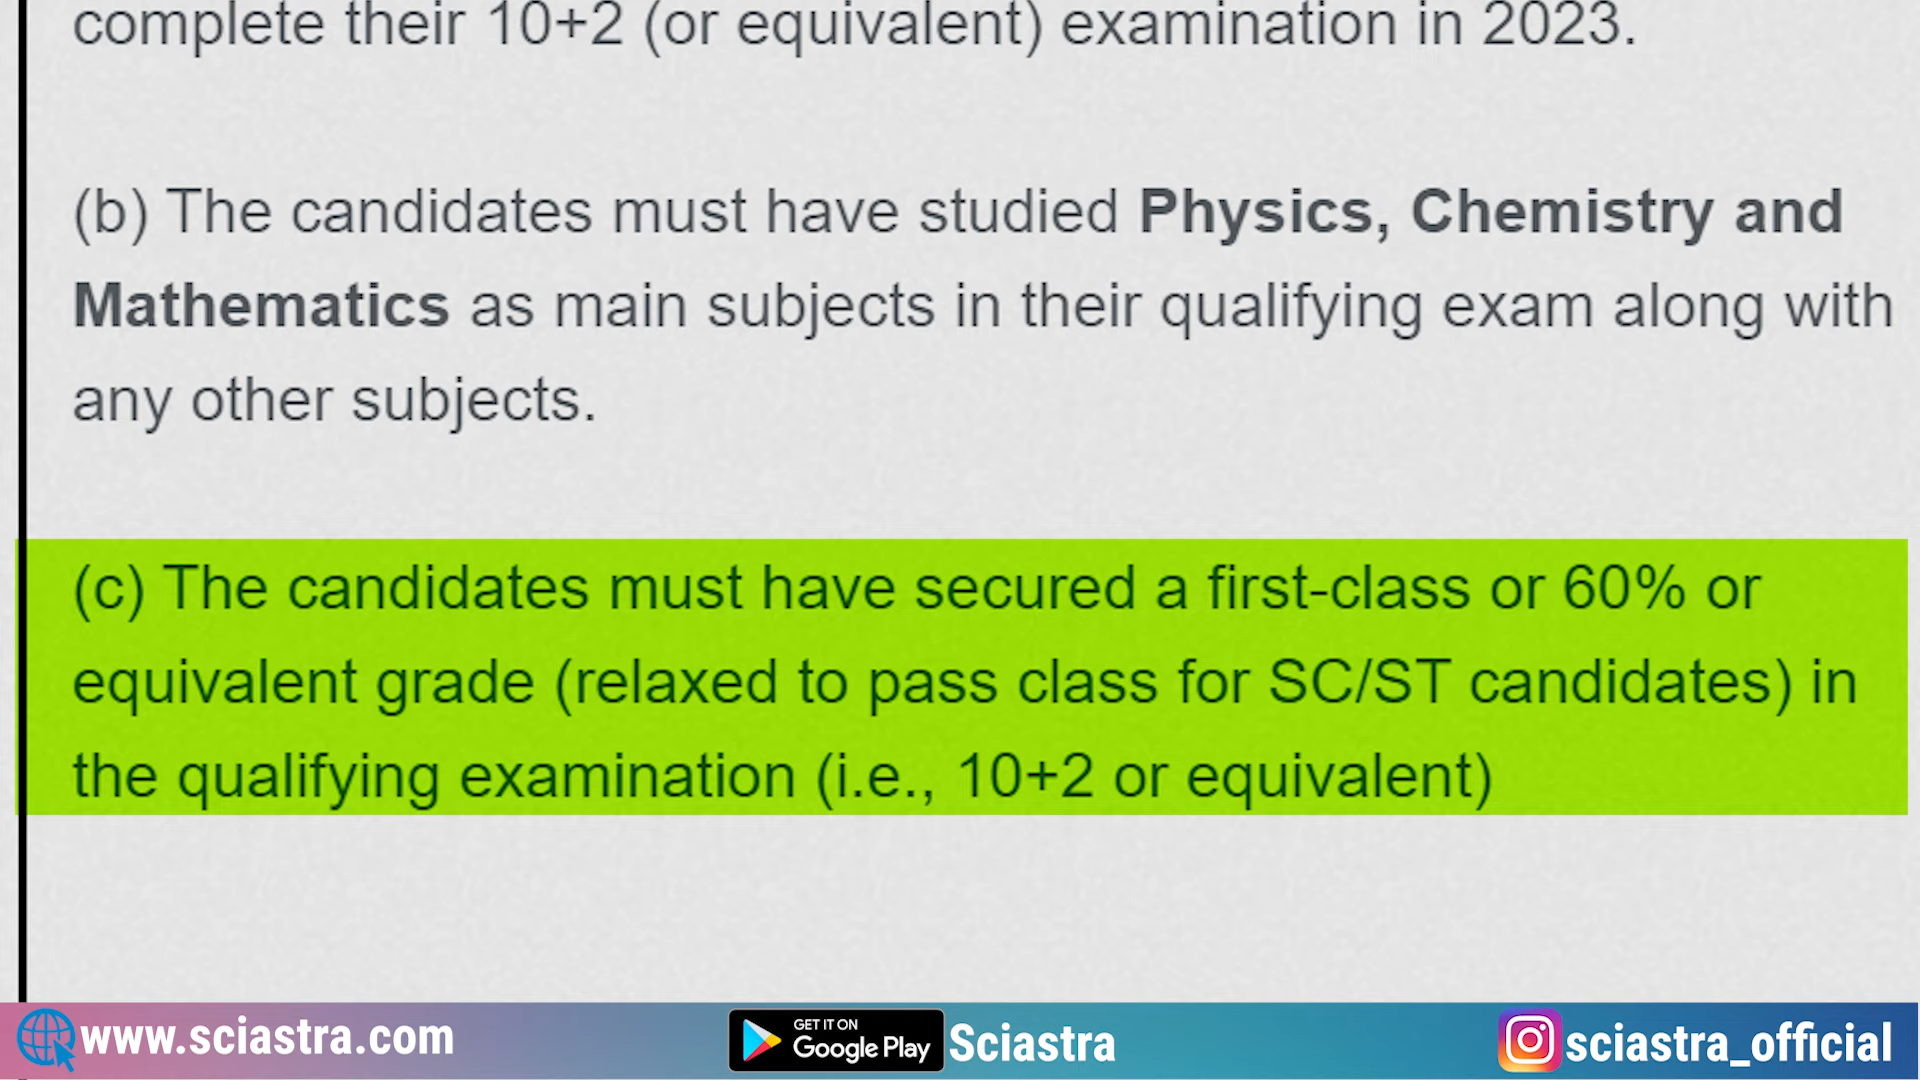 complete their 10+2 (or equivalent) examination in 2023.
(b) The candidates must have studied Physics, Chemistry and
Mathematics as main subjects in their qualifying exam along with
any other subjects.
(c) The candidates must have secured a first-class or 60% or
equivalent grade (relaxed to pass class for SC/ST candidates) in
the qualifying examination (i.e., 10+2 or equivalent)
www.sciastra.com
GET IT ON
Google Play
Sciastra
sciastra_official